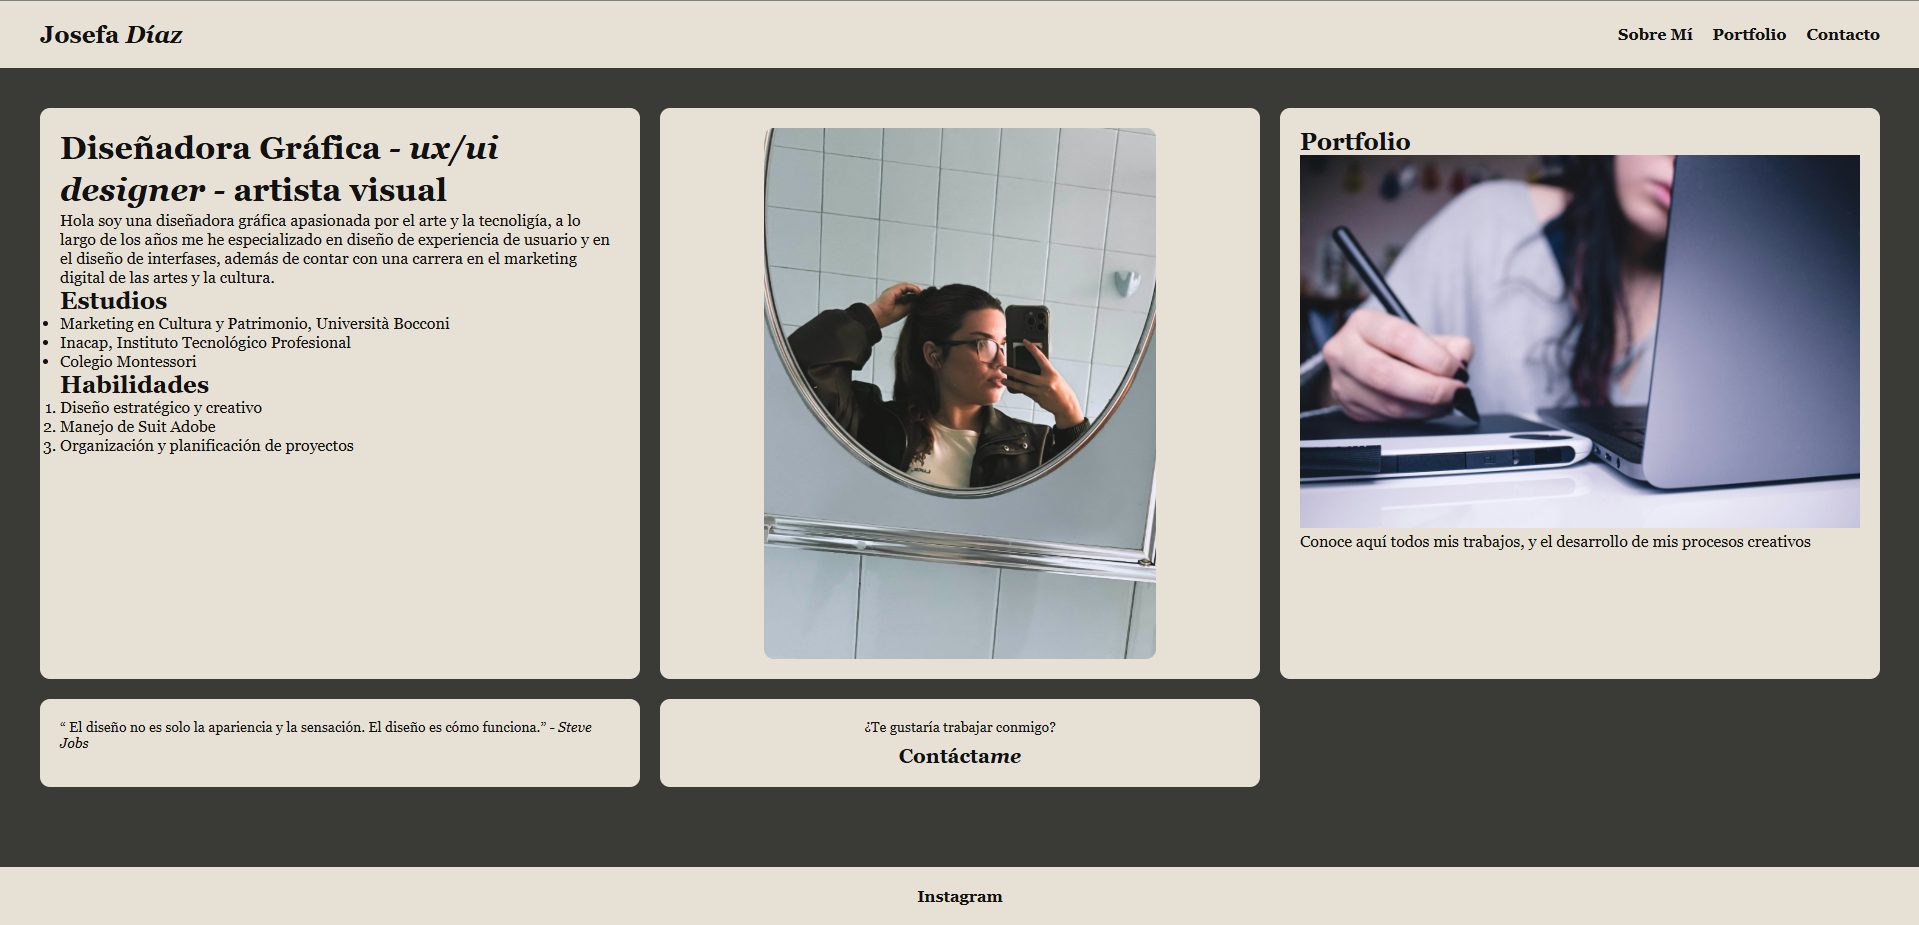 Josefa Díaz
Sobre Mí Portfolio Contacto
Diseñadora Gráfica - ux/ui
designer - artista visual
Hola soy una diseñadora gráfica apasionada por el arte y la tecnoligía, a lo
largo de los años me he especializado en diseño de experiencia de usuario y en
el diseño de interfases, además de contar con una carrera en el marketing
digital de las artes y la cultura.
Estudios
• Marketing en Cultura y Patrimonio, Università Bocconi
• Inacap, Instituto Tecnológico Profesional
• Colegio Montessori
Habilidades
1. Diseño estratégico y creativo
2. Manejo de Suit Adobe
3. Organización y planificación de proyectos
Portfolio
Conoce aquí todos mis trabajos, y el desarrollo de mis procesos creativos
“ El diseño no es solo la apariencia y la sensación. El diseño es cómo funciona.” - Steve
Jobs
¿Te gustaría trabajar conmigo?
Contáctame
Instagram